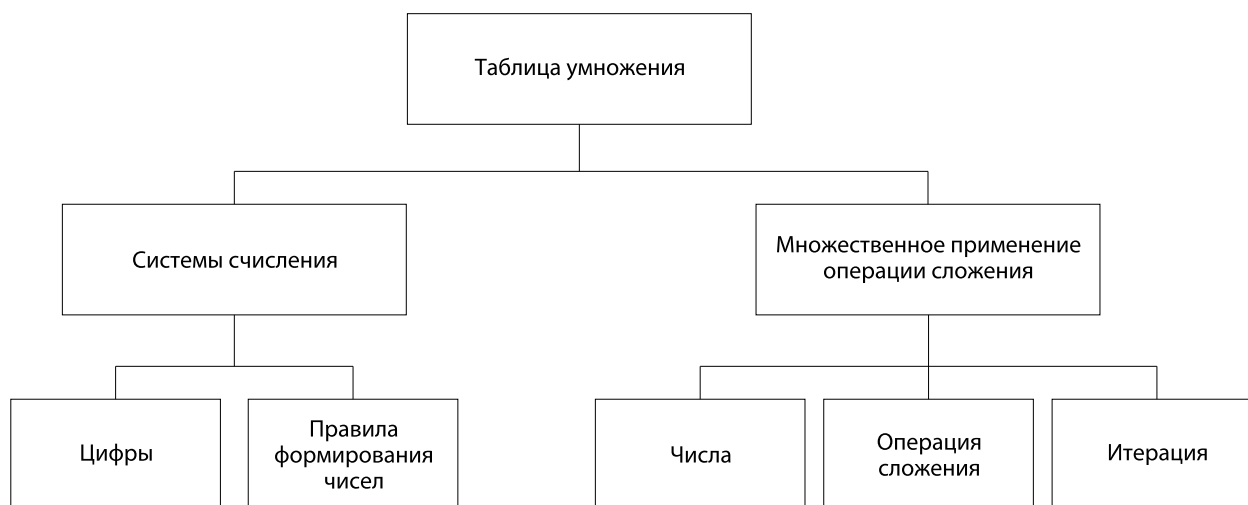 Таблица умножения
Системы счисления
Множественное применение
операции сложения
Цифры
Правила
формирования
чисел
Числа
Операция
сложения
Итерация